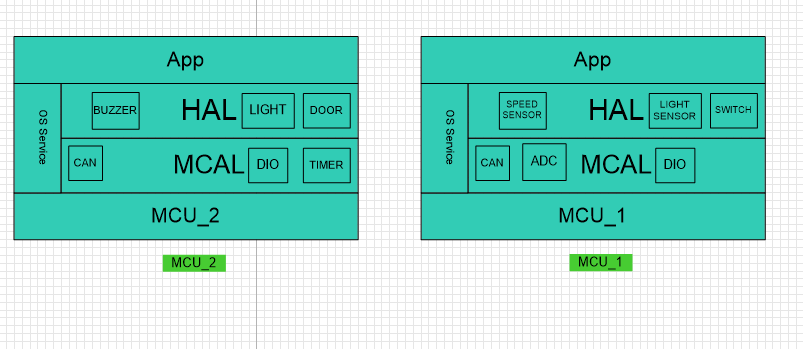 App
OS Service
BUZZER
HAL
LIGHT
DOOR
CAN
MCAL
DIO
TIMER
MCU_2
MCU_2
App
OS Service
SPEED
SENSOR
HAL
LIGHT
SENSOR
SWITCH
CAN
ADC
MCAL
DIO
MCU_1
MCU_1